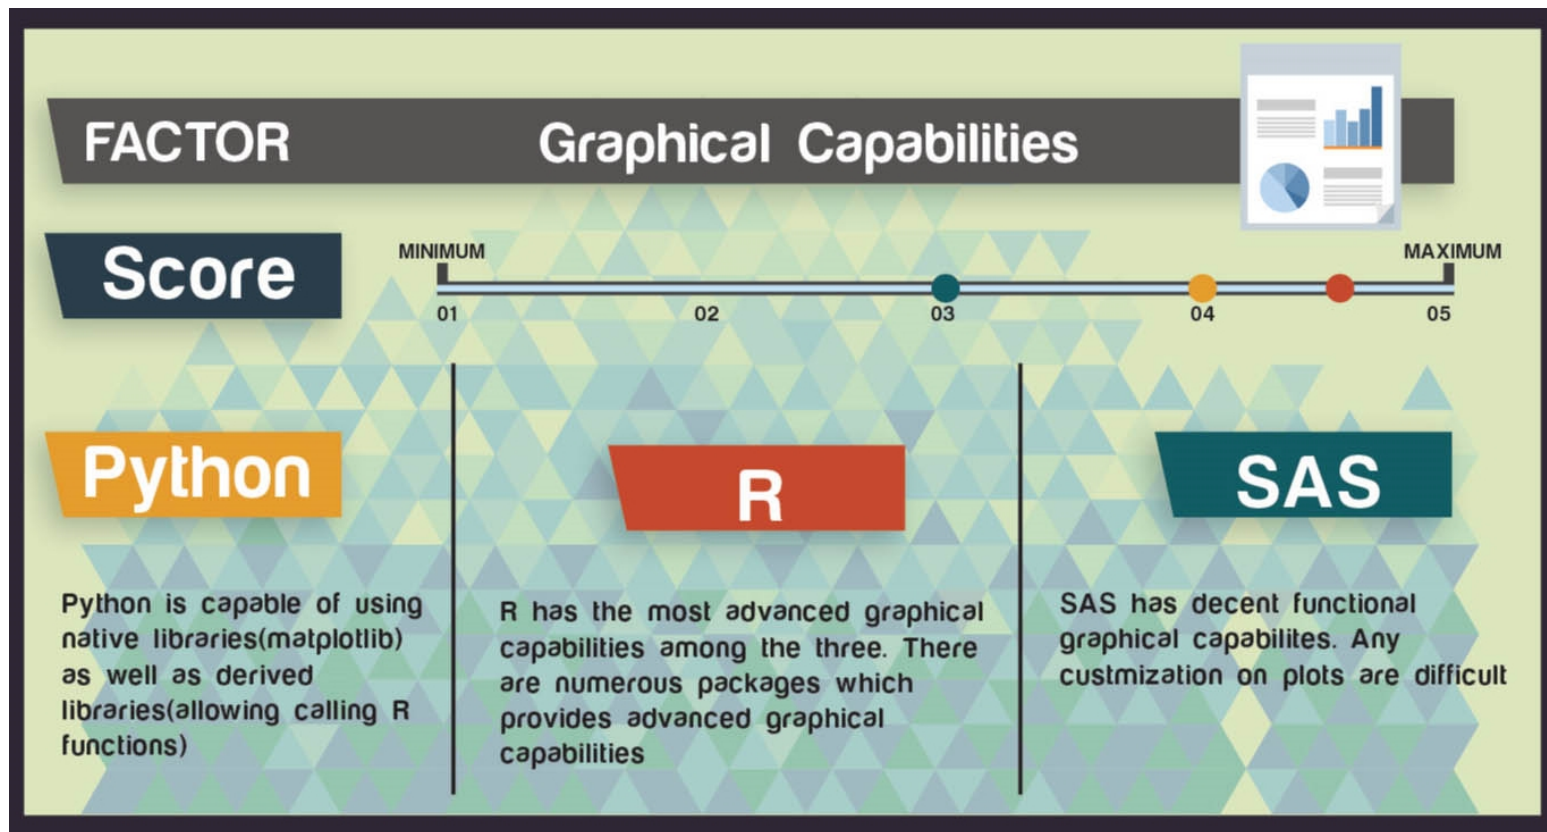 FACTOR
Graphical Capabilities
Score
MINIMUM
MAXIMUM
01
02
03
04
05
Python
Python is capable of using
native libraries(matplotlib)
as well as derived
libraries(allowing calling R
functions)
R
R has the most advanced graphical
capabilities among the three. There
are numerous packages which
provides advanced graphical
capabilities
SAS
SAS has decent functional
graphical capabilites. Any
custmization on plots are difficult